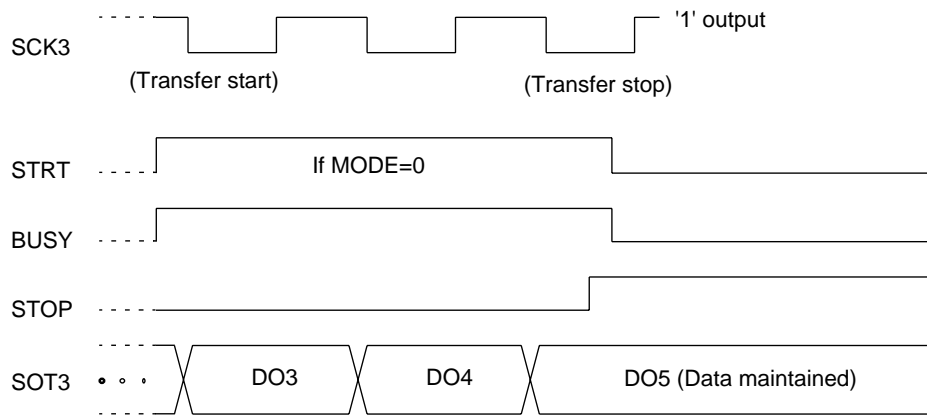 '1' output
SCK3
(Transfer start)
(Transfer stop)
STRT
If MODE=0
BUSY
STOP
SOT3
DO3
DO4
DO5 (Data maintained)